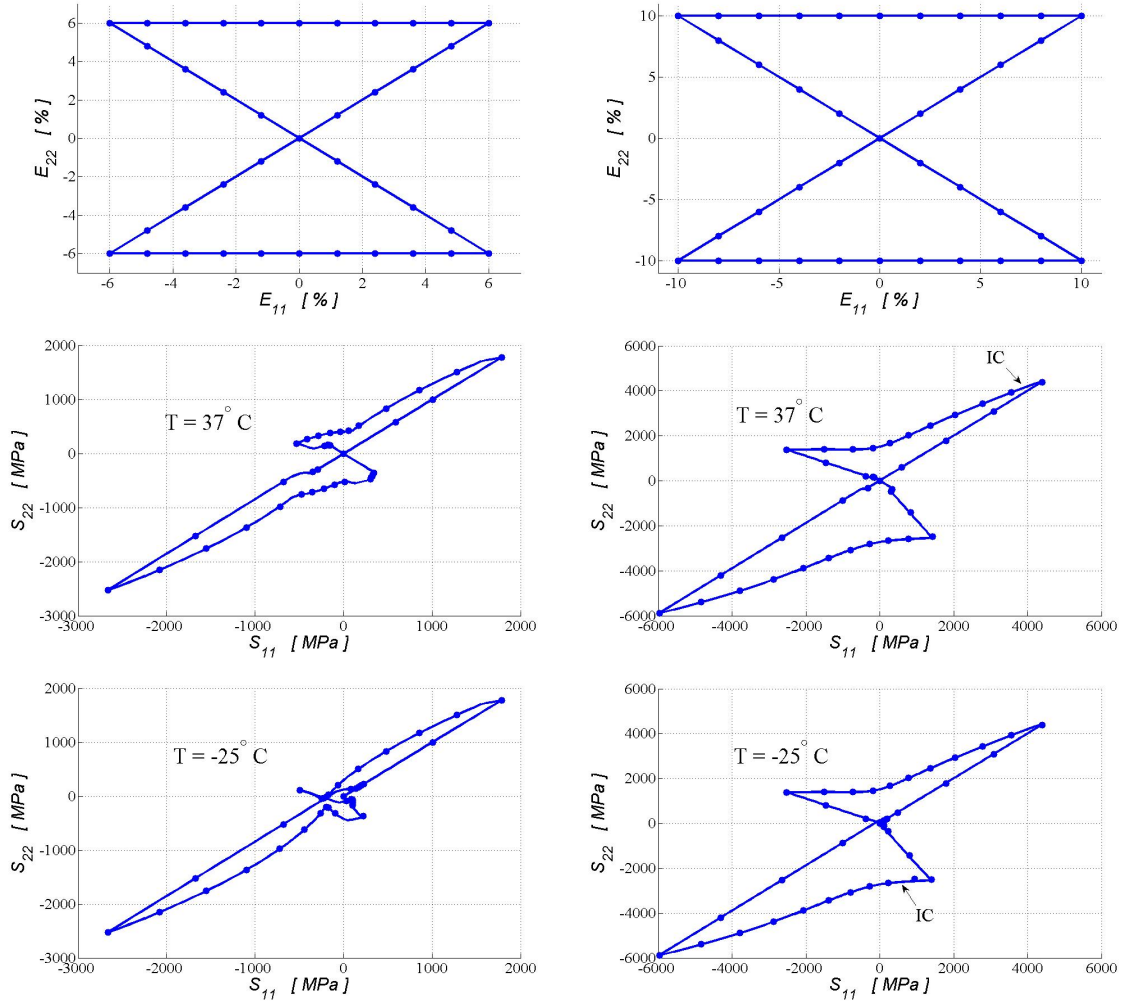 6
4
2
0
-2
-4
-6
E22 [ % ]
-6 -4 -2 0 2 4 6
E11 [ % ]
10
5
0
-5
-10
E22 [ % ]
-10 -5 0 5 10
E11 [ % ]
2000
1000
0
-1000
-2000
-3000
S22 [ MPa ]
T = 37° C
-3000 -2000 -1000 0 1000 2000
S11 [ MPa ]
6000
4000
2000
0
-2000
-4000
-6000
S22 [ MPa ]
IC
T = 37° C
-6000 -4000 -2000 0 2000 4000 6000
S11 [ MPa ]
2000
1000
0
-1000
-2000
-3000
S22 [ MPa ]
T = -25° C
-3000 -2000 -1000 0 1000 2000
S11 [ MPa ]
6000
4000
2000
0
-2000
-4000
-6000
S22 [ MPa ]
T = -25° C
IC
-6000 -4000 -2000 0 2000 4000 6000
S11 [ MPa ]